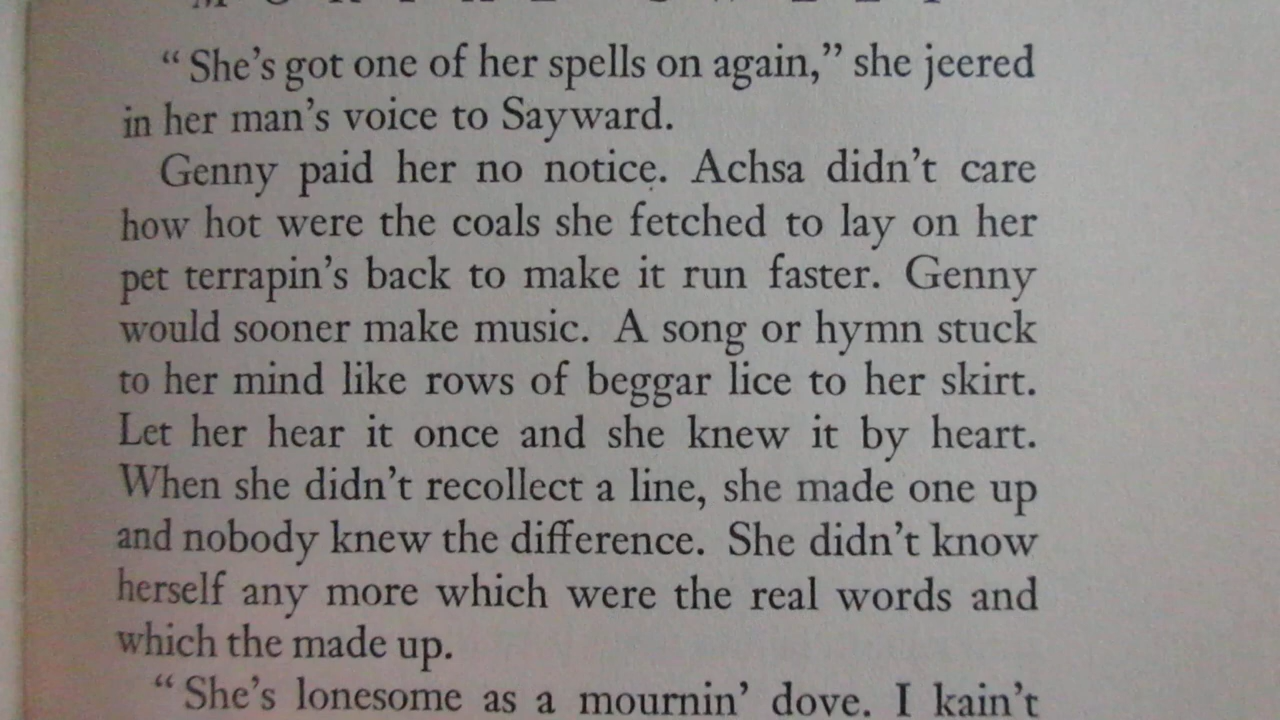 “ She’s got one of her spells on again,” she jeered
in her man’s voice to Sayward.
Genny paid her no notice. Achsa didn’t care
how hot were the coals she fetched to lay on her
pet terrapin’s back to make it run faster. Genny
would sooner make music. A song or hymn stuck
to her mind like rows of beggar lice to her skirt.
Let her hear it once and she knew it by heart.
When she didn’t recollect a line, she made one up
and nobody knew the difference. She didn’t know
herself any more which were the real words and
which the made up.
“ She’s lonesome as a mournin’ dove. I kain’t